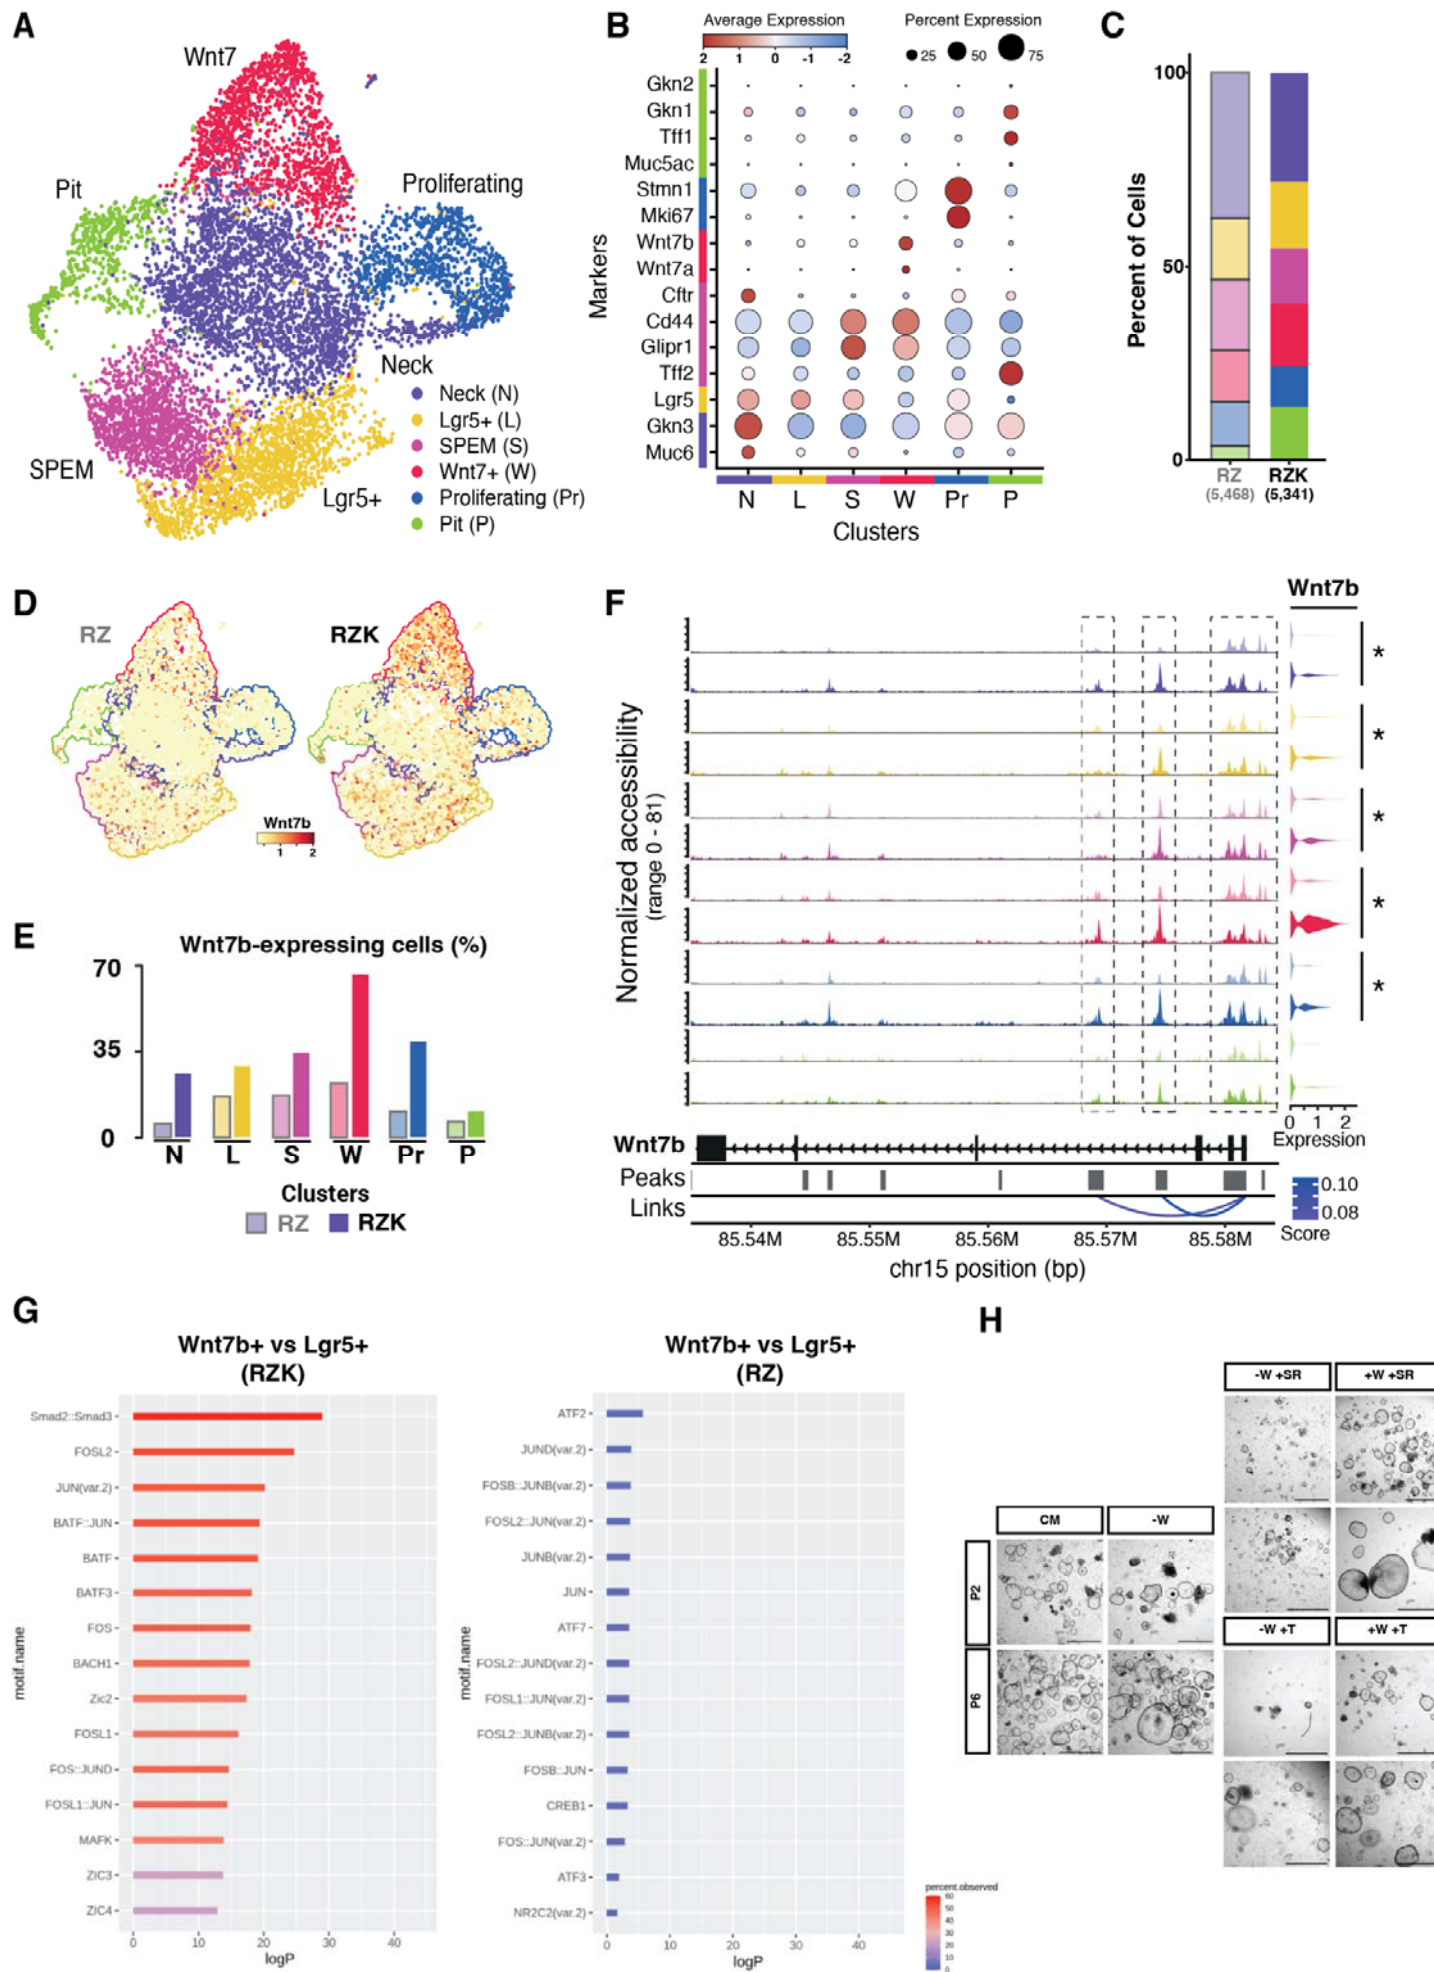 A
Wnt7
Pit
Proliferating
Neck
SPEM
Lgr5+
Neck (N)
Lgr5+ (L)
SPEM (S)
Wnt7+ (W)
Proliferating (Pr)
Pit (P)
B
Average Expression
2 1 0 -1 -2
Percent Expression
25 50 75
Markers
Gkn2
Gkn1
Tff1
Muc5ac
Stmn1
Mki67
Wnt7b
Wnt7a
Cftr
Cd44
Glipr1
Tff2
Lgr5
Gkn3
Muc6
N L S W Pr P
Clusters
C
Percent of Cells
100
50
0
RZ
(5,468)
RZK
(5,341)
D
RZ
RZK
Wnt7b
1 2
E
Wnt7b-expressing cells (%)
70
35
0
N L S W Pr P
Clusters
RZ RZK
F
Wnt7b
Normalized accessibility
(range 0 - 81)
*
*
*
*
*
0 1 2
Expression
Wnt7b
Peaks
Links
0.10
0.08
Score
85.54M 85.55M 85.56M 85.57M 85.58M
chr15 position (bp)
G
Wnt7b+ vs Lgr5+
(RZK)
motif.name
Smad2::Smad3
FOSL2
JUN(var.2)
BATF::JUN
BATF
BATF3
FOS
BACH1
Zic2
FOSL1
FOS::JUND
FOSL1::JUN
MAFK
ZIC3
ZIC4
0 10 20 30 40
logP
Wnt7b+ vs Lgr5+
(RZ)
motif.name
ATF2
JUND(var.2)
FOSB::JUNB(var.2)
FOSL2::JUN(var.2)
JUNB(var.2)
JUN
ATF7
FOSL2::JUND(var.2)
FOSL1::JUN(var.2)
FOSL2::JUNB(var.2)
FOSB::JUN
CREB1
FOS::JUN(var.2)
ATF3
NR2C2(var.2)
0 10 20 30 40
logP
percent.observed
60
50
40
30
20
10
0
H
-W +SR
+W +SR
CM
-W
P2
P6
-W +T
+W +T